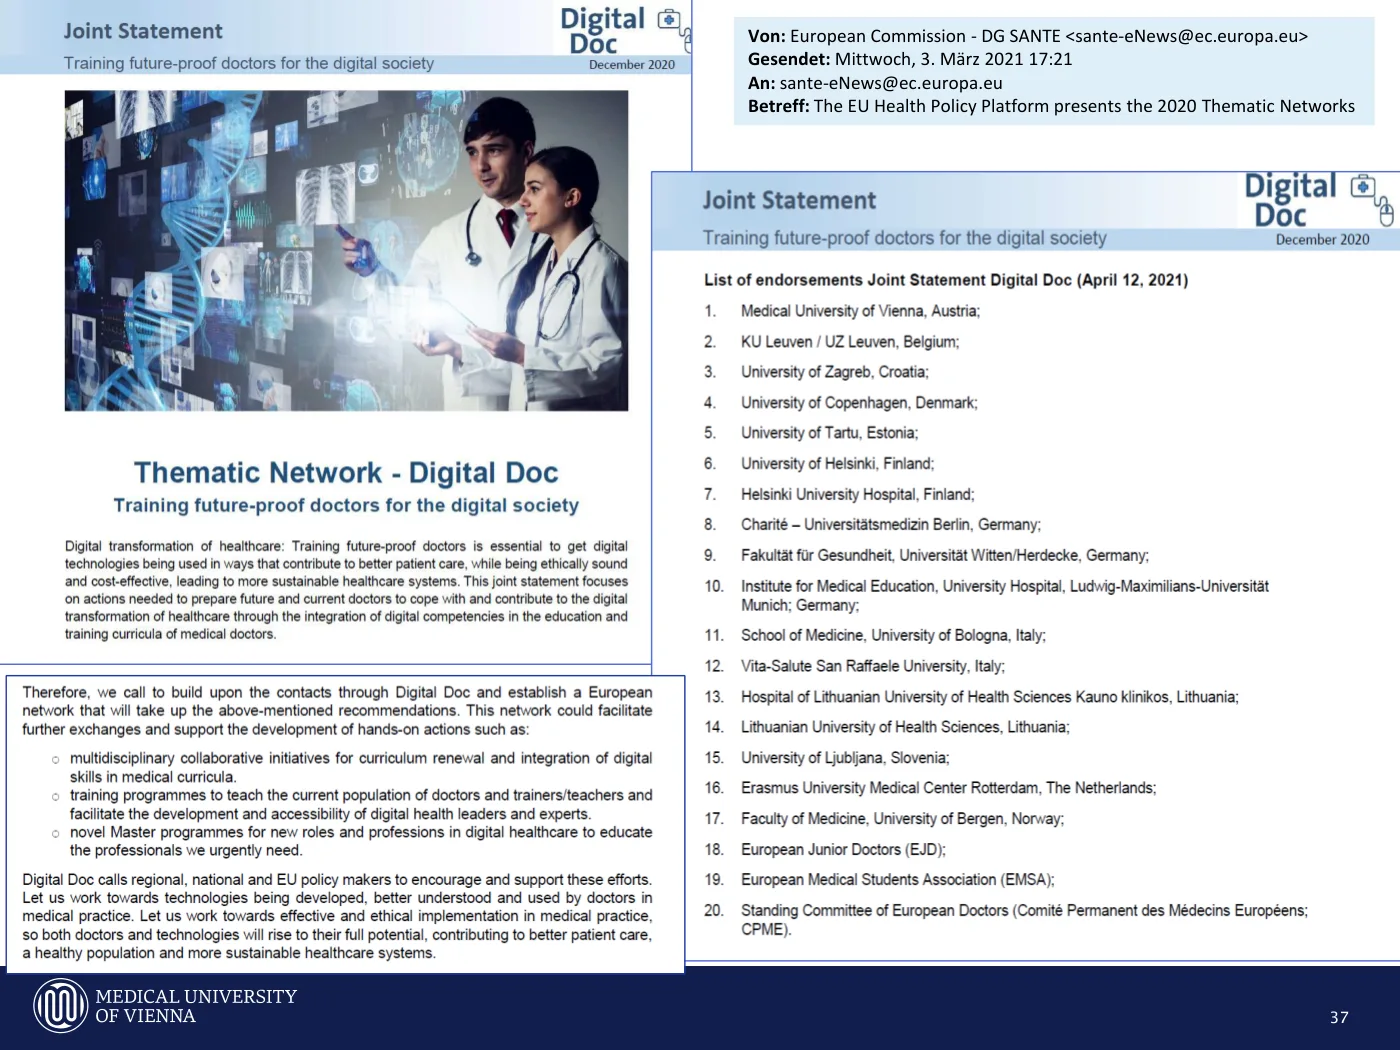 Joint Statement
Digital
Doc
Training future-proof doctors for the digital society
December 2020
Von: European Commission - DG SANTE <sante-eNews@ec.europa.eu>
Gesendet: Mittwoch, 3. März 2021 17:21
An: sante-eNews@ec.europa.eu
Betreff: The EU Health Policy Platform presents the 2020 Thematic Networks
Thematic Network - Digital Doc
Training future-proof doctors for the digital society
Digital transformation of healthcare: Training future-proof doctors is essential to get digital
technologies being used in ways that contribute to better patient care, while being ethically sound
and cost-effective, leading to more sustainable healthcare systems. This joint statement focuses
on actions needed to prepare future and current doctors to cope with and contribute to the digital
transformation of healthcare through the integration of digital competencies in the education and
training curricula of medical doctors.
Therefore, we call to build upon the contacts through Digital Doc and establish a European
network that will take up the above-mentioned recommendations. This network could facilitate
further exchanges and support the development of hands-on actions such as:
○ multidisciplinary collaborative initiatives for curriculum renewal and integration of digital
skills in medical curricula.
○ training programmes to teach the current population of doctors and trainers/teachers and
facilitate the development and accessibility of digital health leaders and experts.
○ novel Master programmes for new roles and professions in digital healthcare to educate
the professionals we urgently need.
Digital Doc calls regional, national and EU policy makers to encourage and support these efforts.
Let us work towards technologies being developed, better understood and used by doctors in
medical practice. Let us work towards effective and ethical implementation in medical practice,
so both doctors and technologies will rise to their full potential, contributing to better patient care,
a healthy population and more sustainable healthcare systems.
Joint Statement
Digital
Doc
Training future-proof doctors for the digital society
December 2020
List of endorsements Joint Statement Digital Doc (April 12, 2021)
1. Medical University of Vienna, Austria;
2. KU Leuven / UZ Leuven, Belgium;
3. University of Zagreb, Croatia;
4. University of Copenhagen, Denmark;
5. University of Tartu, Estonia;
6. University of Helsinki, Finland;
7. Helsinki University Hospital, Finland;
8. Charité – Universitätsmedizin Berlin, Germany;
9. Fakultät für Gesundheit, Universität Witten/Herdecke, Germany;
10. Institute for Medical Education, University Hospital, Ludwig-Maximilians-Universität
Munich; Germany;
11. School of Medicine, University of Bologna, Italy;
12. Vita-Salute San Raffaele University, Italy;
13. Hospital of Lithuanian University of Health Sciences Kauno klinikos, Lithuania;
14. Lithuanian University of Health Sciences, Lithuania;
15. University of Ljubljana, Slovenia;
16. Erasmus University Medical Center Rotterdam, The Netherlands;
17. Faculty of Medicine, University of Bergen, Norway;
18. European Junior Doctors (EJD);
19. European Medical Students Association (EMSA);
20. Standing Committee of European Doctors (Comité Permanent des Médecins Européens;
CPME).
MEDICAL UNIVERSITY
OF VIENNA
37